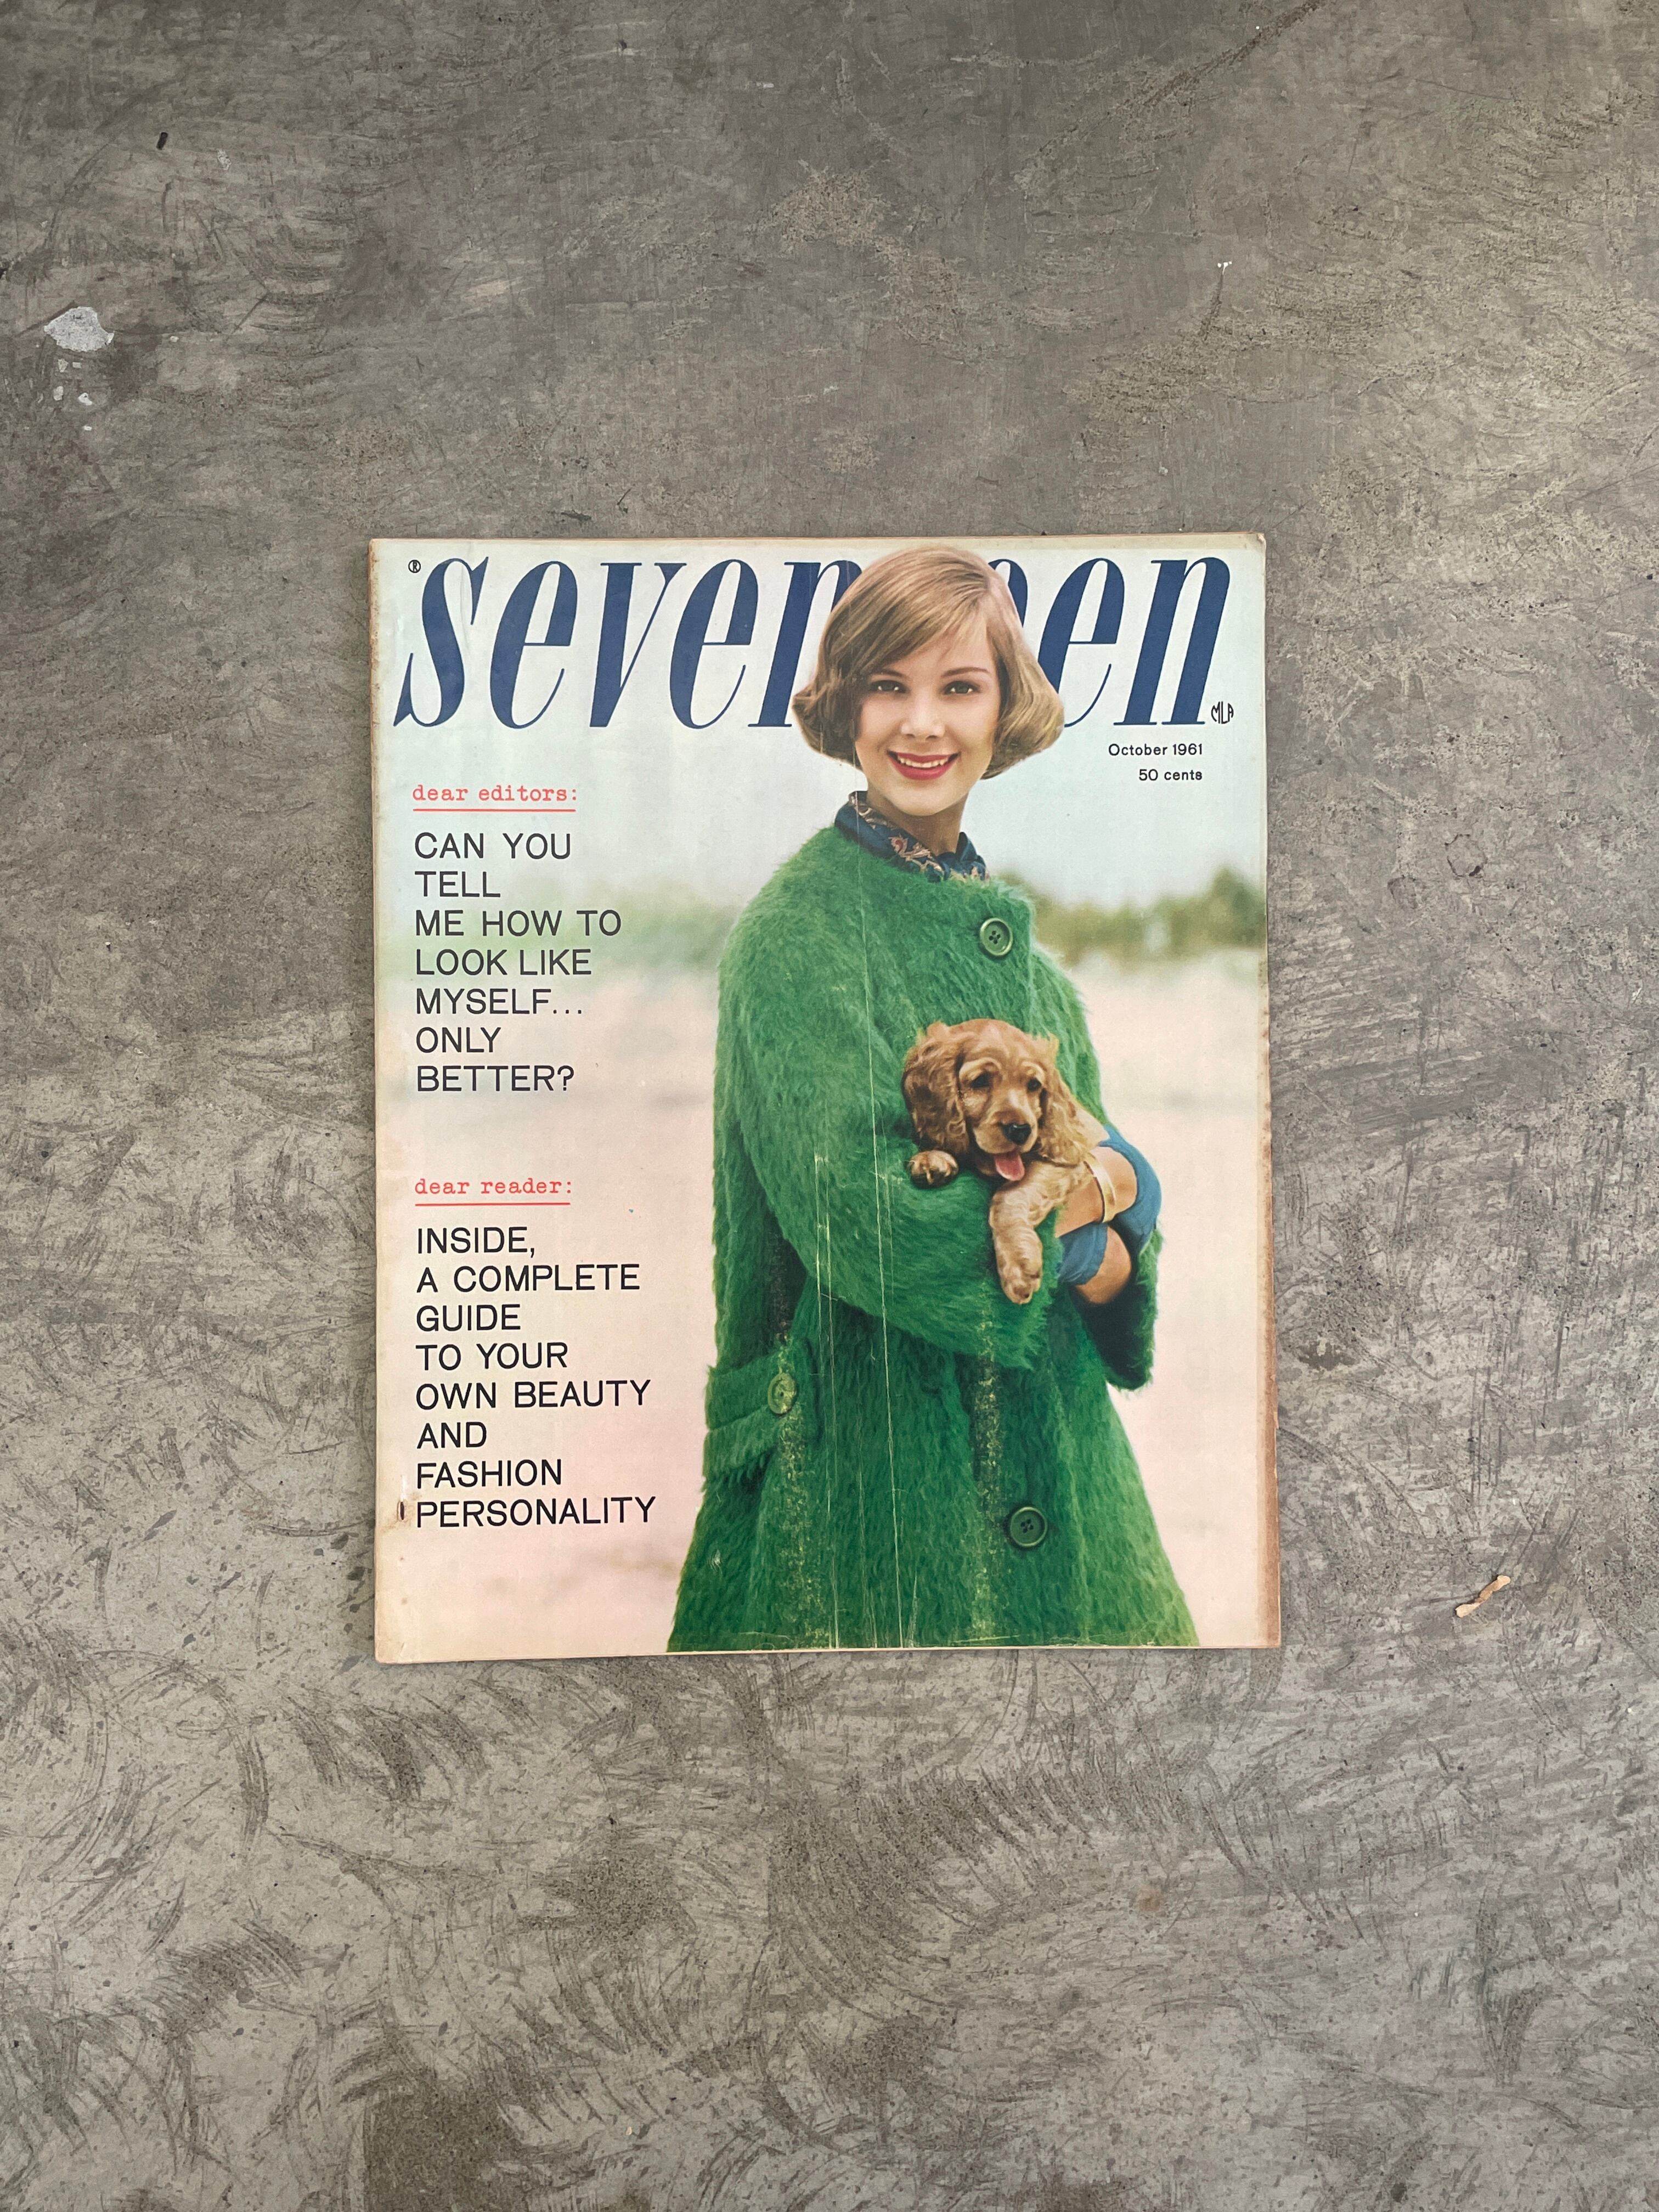 ®
seventeen
MLA
October 1961
50 cents
dear editors:
CAN YOU
TELL
ME HOW TO
LOOK LIKE
MYSELF...
ONLY
BETTER?
dear reader:
INSIDE,
A COMPLETE
GUIDE
TO YOUR
OWN BEAUTY
AND
FASHION
PERSONALITY